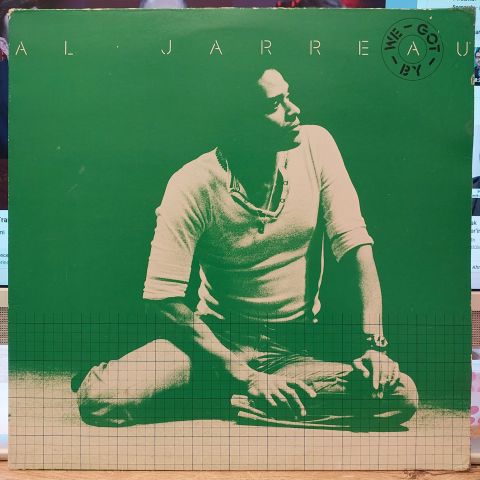 AL · JARREAU
WE - GOT - BY